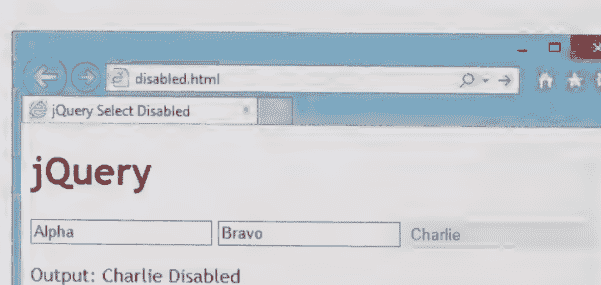 disabled.html
jQuery Select Disabled
jQuery
Alpha Bravo Charlie
Output: Charlie Disabled